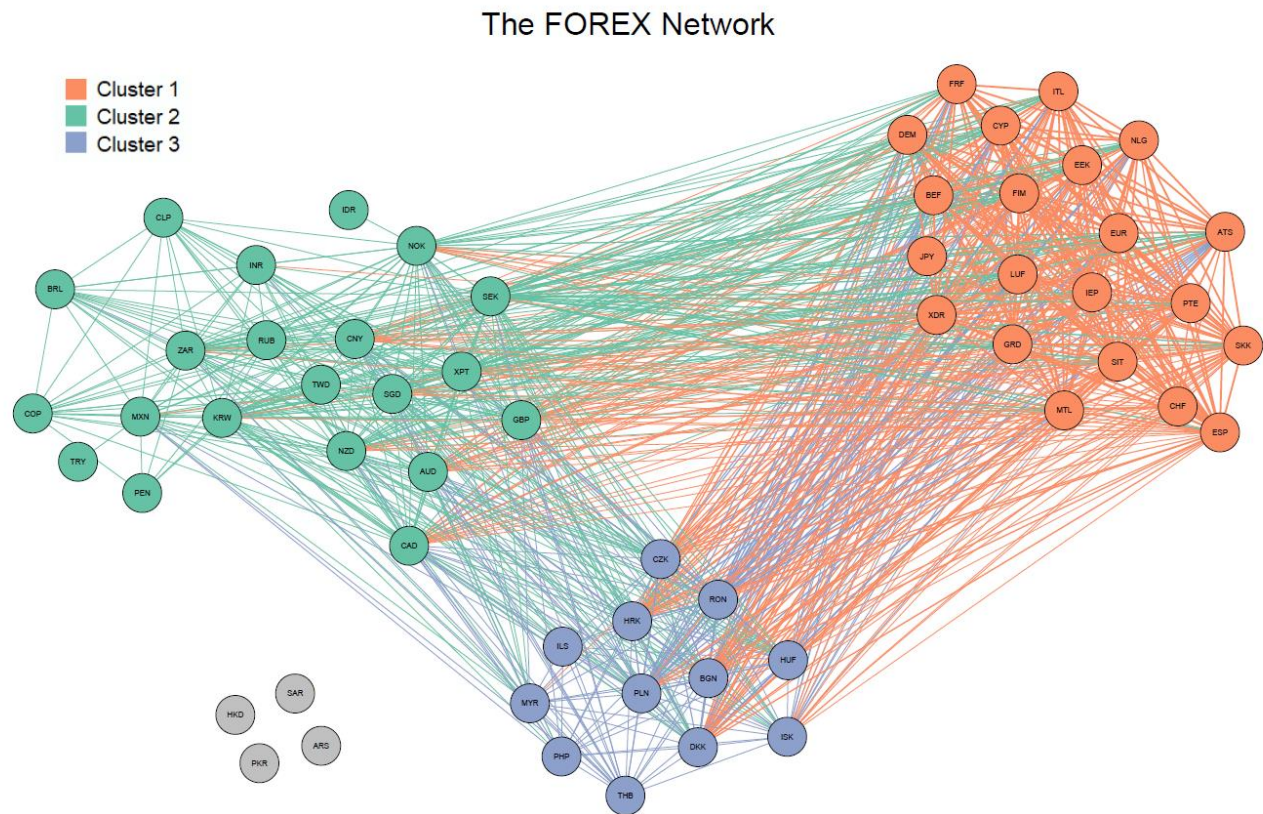 The FOREX Network
Cluster 1
Cluster 2
Cluster 3
FRF
ITL
CYP
DEM
NLG
EEK
BEF
FIM
EUR
ATS
JPY
LUF
IEP
PTE
XDR
GRD
SKK
SIT
MTL
CHF
ESP
IDR
CLP
NOK
INR
BRL
SEK
RUB
CNY
ZAR
XPT
TWD
SGD
COP
MXN
KRW
GBP
NZD
TRY
AUD
PEN
CAD
CZK
RON
HRK
ILS
HUF
BGN
PLN
MYR
ISK
DKK
PHP
THB
SAR
HKD
ARS
PKR